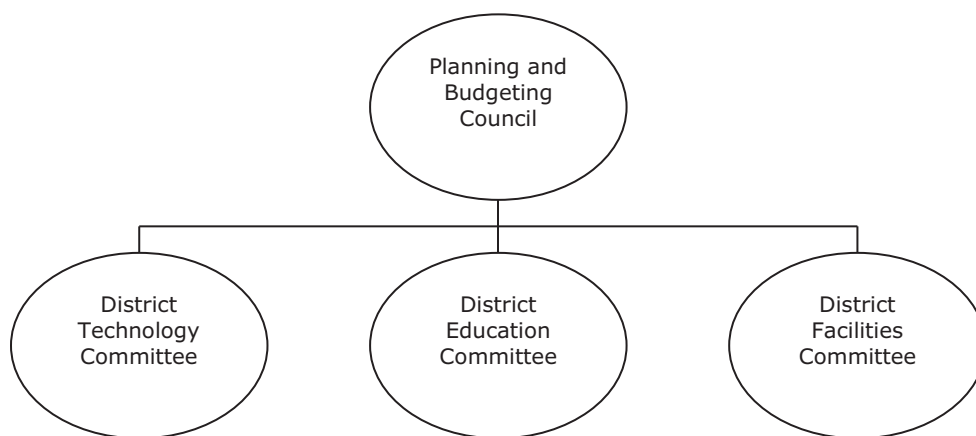 Planning and
Budgeting
Council
District
Technology
Committee
District
Education
Committee
District
Facilities
Committee